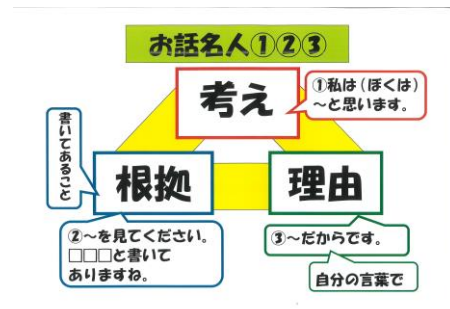 お話名人①②③
考え
①私は（ぼくは）
～と思います。
書いてあること
根拠
理由
②～を見てください。
□□□と書いて
ありますね。
③～だからです。
自分の言葉で